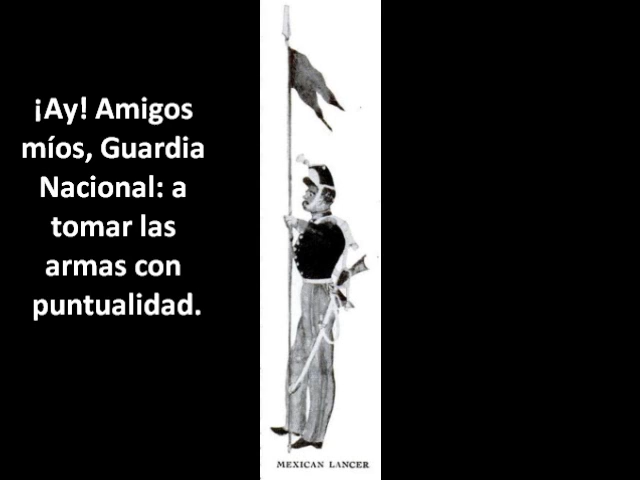 ¡Ay! Amigos
míos, Guardia
Nacional: a
tomar las
armas con
puntualidad.
MEXICAN LANCER